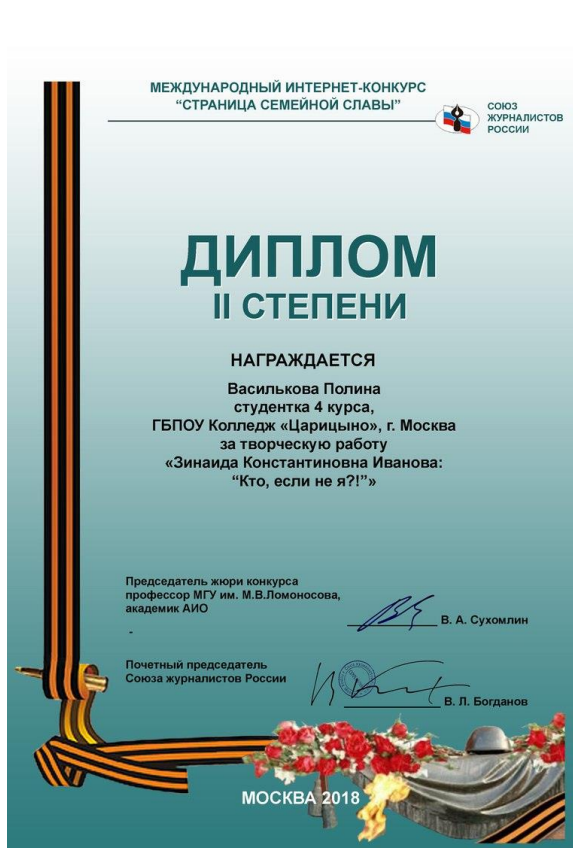 МЕЖДУНАРОДНЫЙ ИНТЕРНЕТ-КОНКУРС
“СТРАНИЦА СЕМЕЙНОЙ СЛАВЫ”
СОЮЗ
ЖУРНАЛИСТОВ
РОССИИ
ДИПЛОМ
II СТЕПЕНИ
НАГРАЖДАЕТСЯ
Василькова Полина
студентка 4 курса,
ГБПОУ Колледж «Царицыно», г. Москва
за творческую работу
«Зинаида Константиновна Иванова:
“Кто, если не я?!”»
Председатель жюри конкурса
профессор МГУ им. М.В.Ломоносова,
академик АИО
-
В. А. Сухомлин
Почетный председатель
Союза журналистов России
В. Л. Богданов
МОСКВА 2018